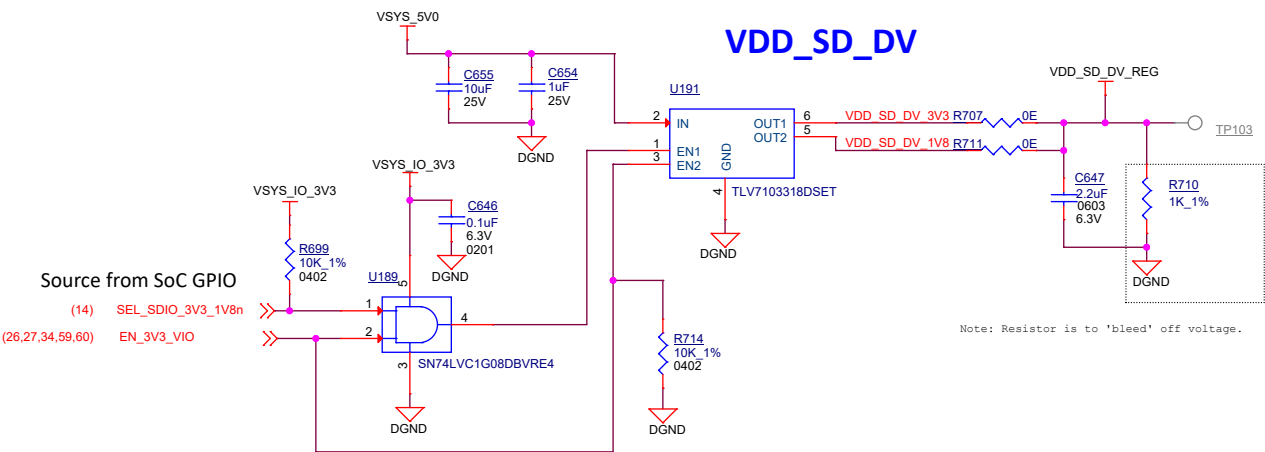 VSYS_5V0
VDD_SD_DV
C655
10uF
25V
C654
1uF
25V
DGND
U191
2
IN
1
EN1
3
EN2
GND
4
OUT1
6
OUT2
5
TLV7103318DSET
DGND
VDD_SD_DV_3V3
R707
0E
VDD_SD_DV_1V8
R711
0E
VDD_SD_DV_REG
TP103
C647
2.2uF
0603
6.3V
R710
1K_1%
DGND
Note: Resistor is to 'bleed' off voltage.
VSYS_IO_3V3
VSYS_IO_3V3
C646
0.1uF
6.3V
0201
DGND
R699
10K_1%
0402
Source from SoC GPIO
(14) SEL_SDIO_3V3_1V8n
(26,27,34,59,60) EN_3V3_VIO
U189
5
1
2
4
3
SN74LVC1G08DBVRE4
DGND
R714
10K_1%
0402
DGND